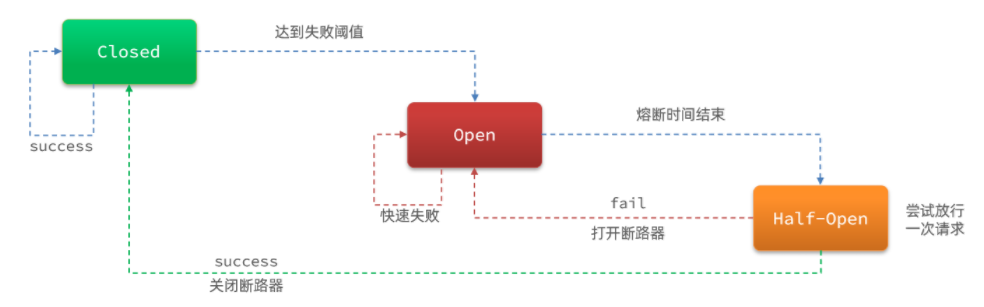 达到失败阈值
Closed
success
熔断时间结束
Open
快速失败
fail
打开断路器
Half-Open
尝试放行
一次请求
success
关闭断路器